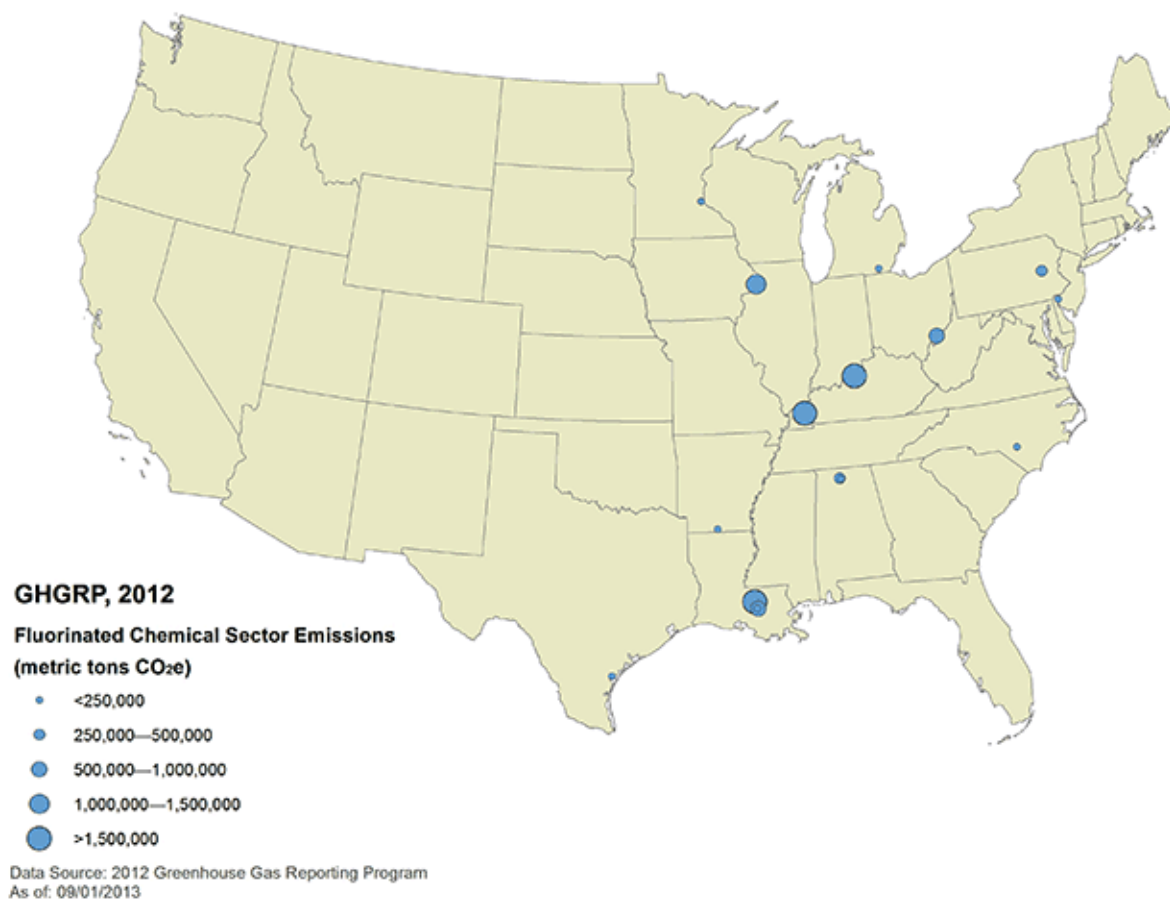 GHGRP, 2012
Fluorinated Chemical Sector Emissions
(metric tons CO₂e)
<250,000
250,000—500,000
500,000—1,000,000
1,000,000—1,500,000
>1,500,000
Data Source: 2012 Greenhouse Gas Reporting Program
As of: 09/01/2013